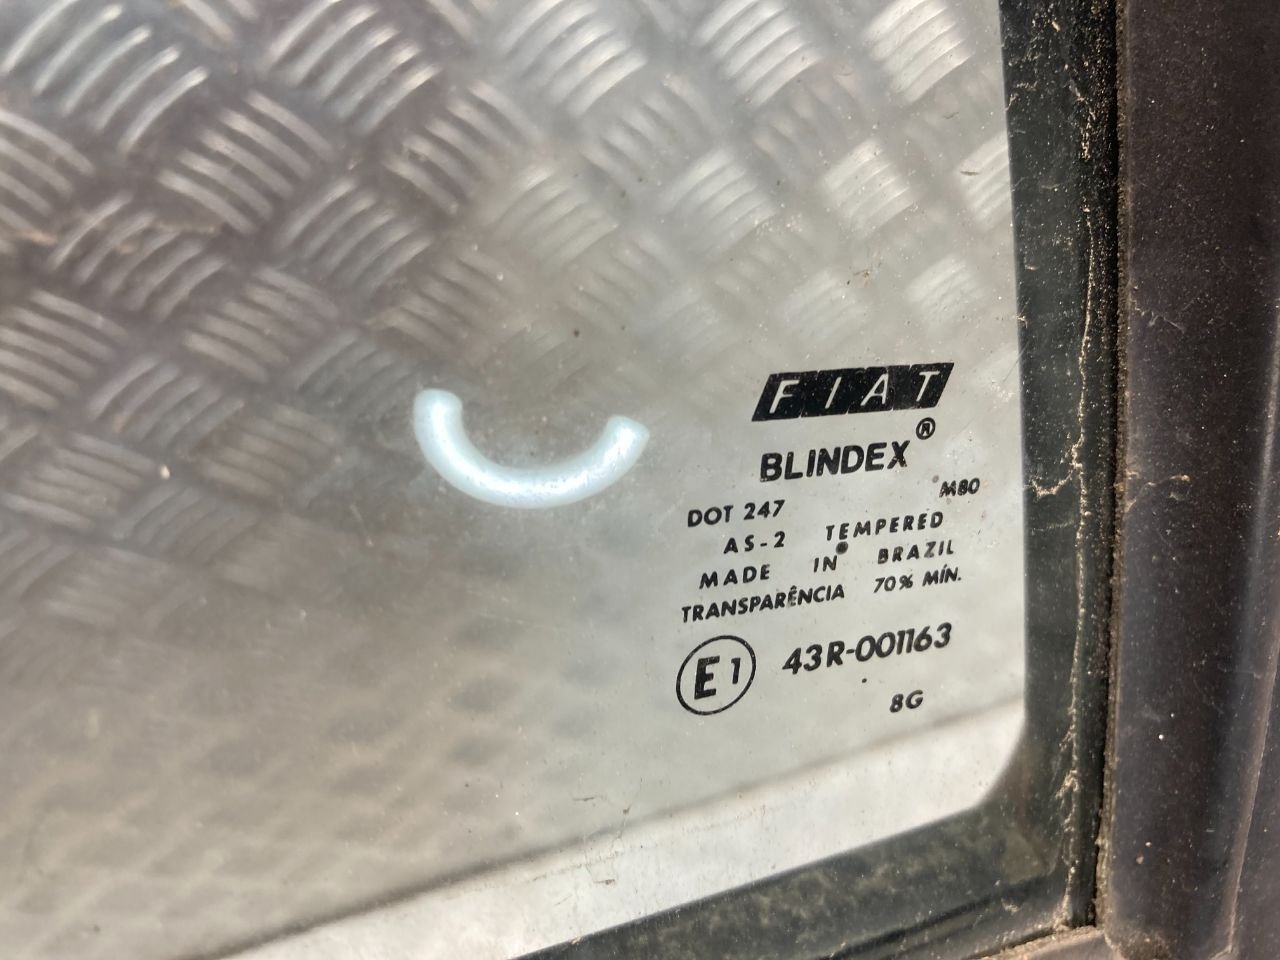 FIAT
BLINDEX®
DOT 247 M80
AS-2 TEMPERED
MADE IN BRAZIL
TRANSPARÊNCIA 70% MÍN.
E1 43R-001163
8G